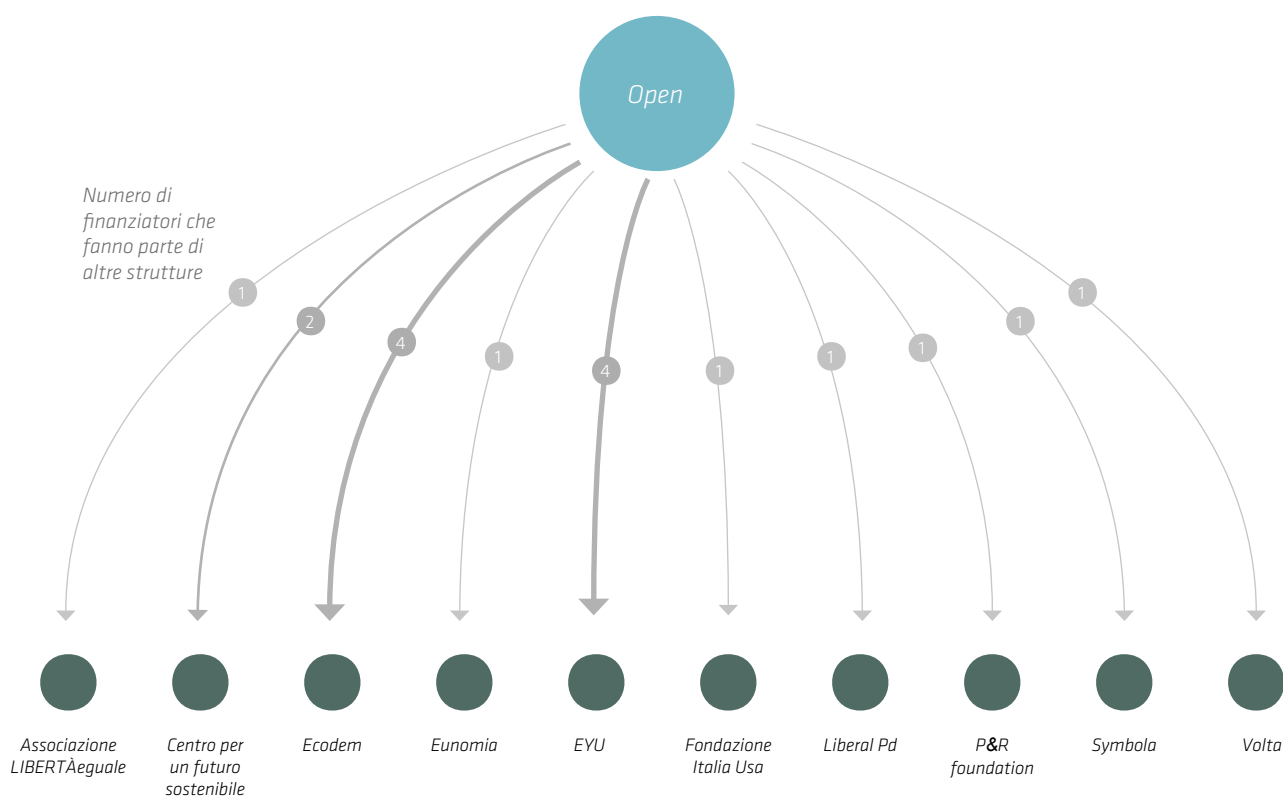 Open
Numero di
finanziatori che
fanno parte di
altre strutture
1
2
4
1
4
1
1
1
1
1
Associazione
LIBERTÀeguale
Centro per
un futuro
sostenibile
Ecodem
Eunomia
EYU
Fondazione
Italia Usa
Liberal Pd
P&R
foundation
Symbola
Volta